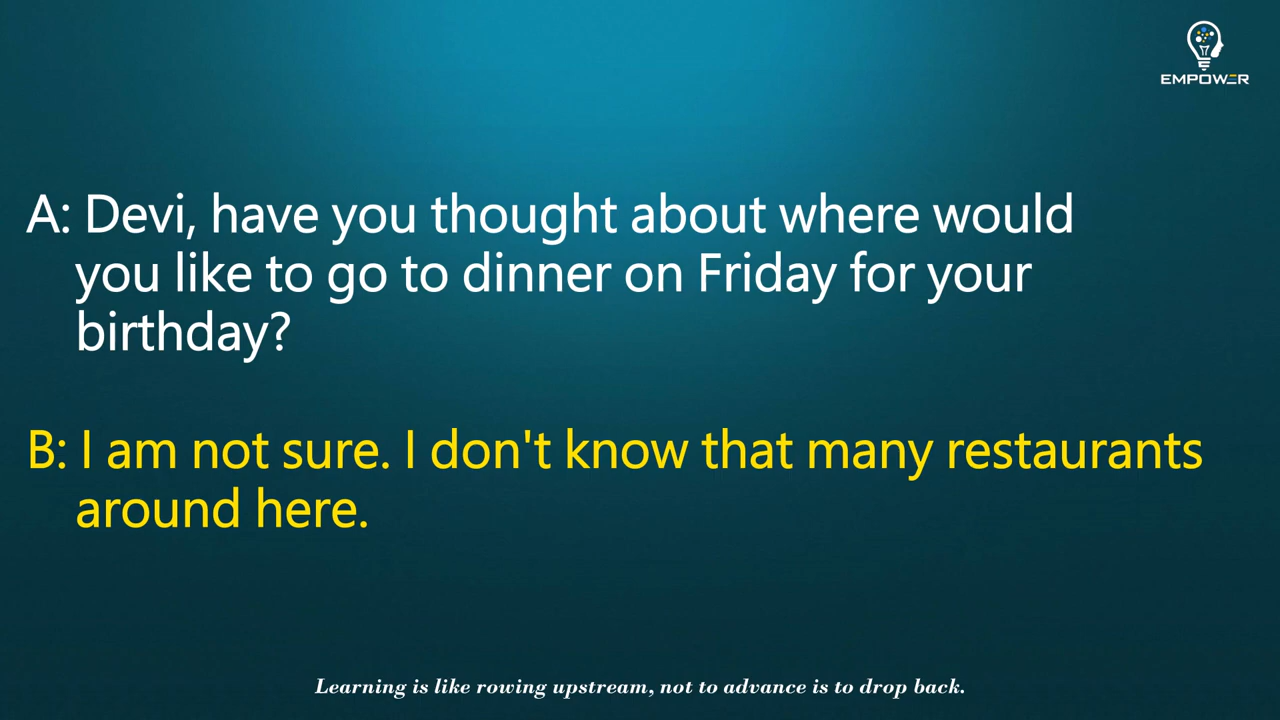 EMPOWER
A: Devi, have you thought about where would
you like to go to dinner on Friday for your
birthday?
B: I am not sure. I don't know that many restaurants
around here.
Learning is like rowing upstream, not to advance is to drop back.